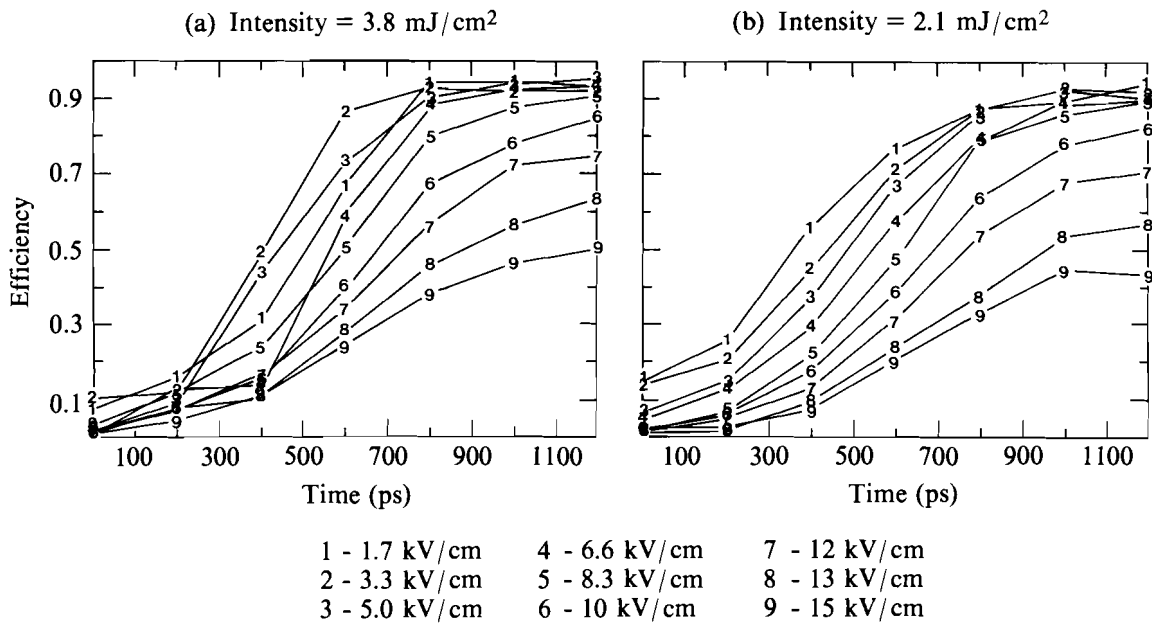 (a) Intensity = 3.8 mJ/cm²
(b) Intensity = 2.1 mJ/cm²
Efficiency
0.9
0.7
0.5
0.3
0.1
100 300 500 700 900 1100
Time (ps)
100 300 500 700 900 1100
Time (ps)
1 - 1.7 kV/cm 4 - 6.6 kV/cm 7 - 12 kV/cm
2 - 3.3 kV/cm 5 - 8.3 kV/cm 8 - 13 kV/cm
3 - 5.0 kV/cm 6 - 10 kV/cm 9 - 15 kV/cm